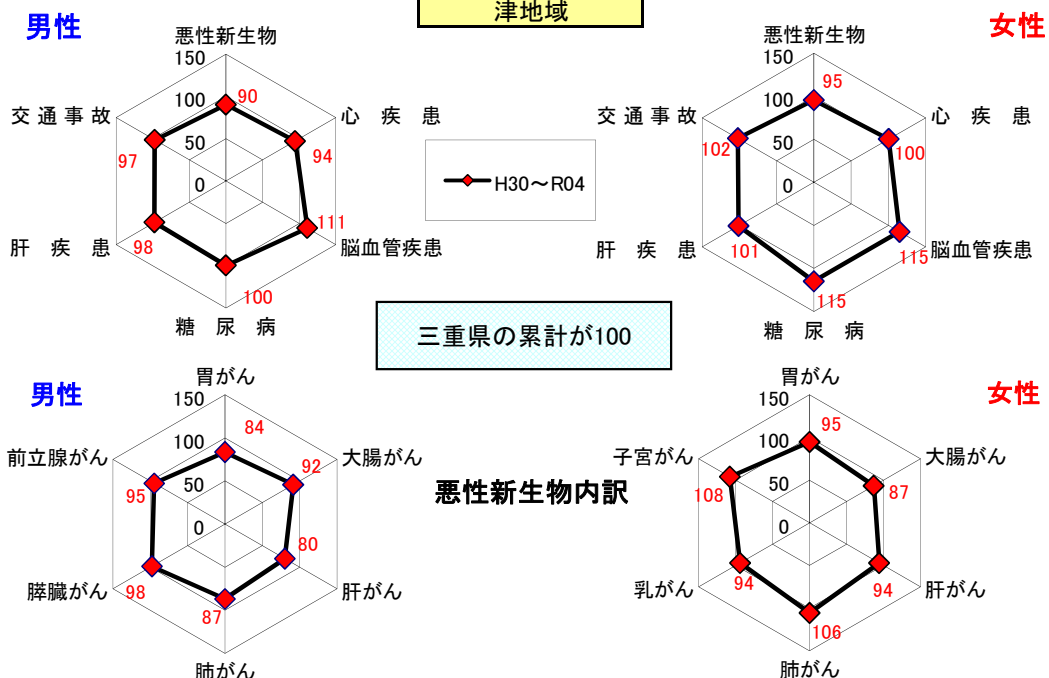 津地域
男性
女性
悪性新生物
150
100
50
0
90
心 疾 患
94
脳血管疾患
111
糖 尿 病
100
肝 疾 患
98
交 通 事 故
97
H30～R04
悪性新生物
150
100
50
0
95
心 疾 患
100
脳血管疾患
115
糖 尿 病
115
肝 疾 患
101
交 通 事 故
102
三重県の累計が100
男性
女性
胃がん
150
100
50
0
84
大腸がん
92
肝がん
80
肺がん
87
膵臓がん
98
前立腺がん
95
悪性新生物内訳
胃がん
150
100
50
0
95
大腸がん
87
肝がん
94
肺がん
106
乳がん
94
子宮がん
108